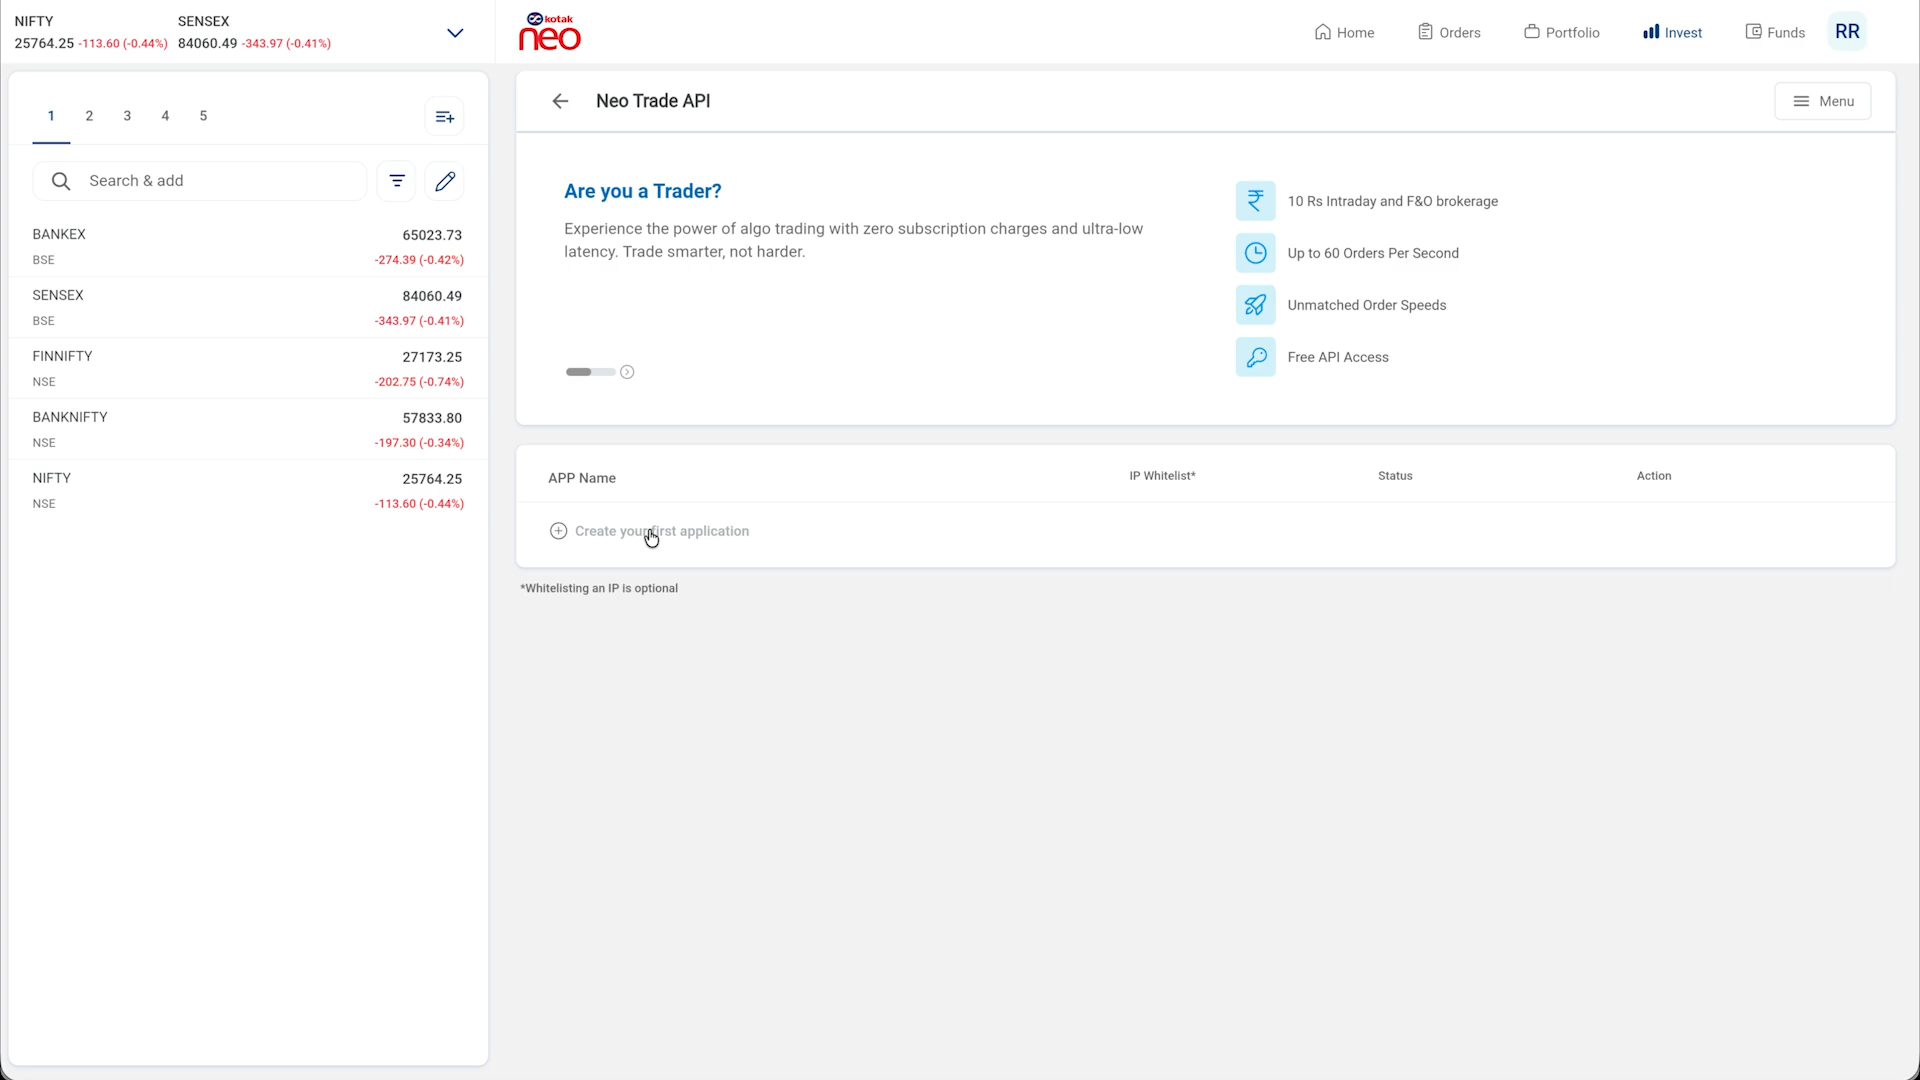 NIFTY
25764.25 -113.60 (-0.44%)
SENSEX
84060.49 -343.97 (-0.41%)
kotak
neo
Home
Orders
Portfolio
Invest
Funds
RR
1 2 3 4 5
Search & add
BANKEX 65023.73
BSE -274.39 (-0.42%)
SENSEX 84060.49
BSE -343.97 (-0.41%)
FINNIFTY 27173.25
NSE -202.75 (-0.74%)
BANKNIFTY 57833.80
NSE -197.30 (-0.34%)
NIFTY 25764.25
NSE -113.60 (-0.44%)
Neo Trade API
Menu
Are you a Trader?
Experience the power of algo trading with zero subscription charges and ultra-low
latency. Trade smarter, not harder.
10 Rs Intraday and F&O brokerage
Up to 60 Orders Per Second
Unmatched Order Speeds
Free API Access
APP Name IP Whitelist* Status Action
Create your first application
*Whitelisting an IP is optional